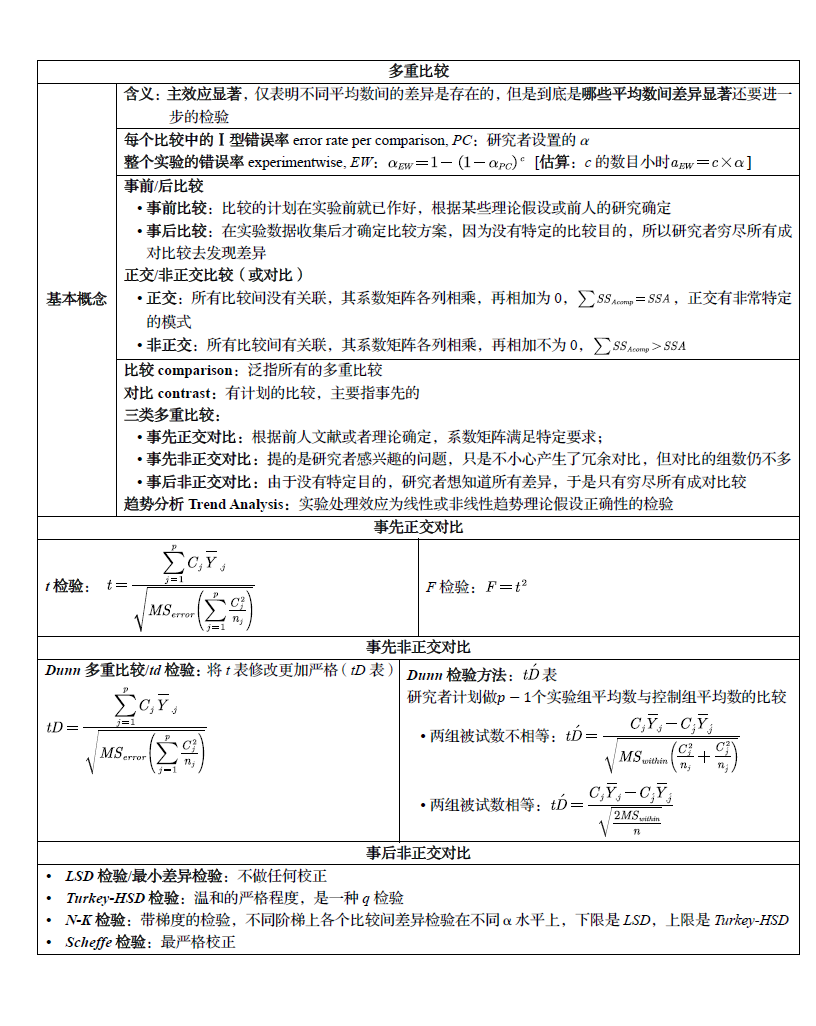 多重比较
基本概念
含义：主效应显著，仅表明不同平均数间的差异是存在的，但是到底是哪些平均数间差异显著还要进一
步的检验
每个比较中的Ⅰ型错误率 error rate per comparison, PC：研究者设置的 α
整个实验的错误率 experimentwise, EW：α_EW＝1－（1－α_PC）^c [估算：c 的数目小时a_EW＝c×α]
事前/后比较
• 事前比较：比较的计划在实验前就已作好，根据某些理论假设或前人的研究确定
• 事后比较：在实验数据收集后才确定比较方案，因为没有特定的比较目的，所以研究者穷尽所有成
对比较去发现差异
正交/非正交比较（或对比）
• 正交：所有比较间没有关联，其系数矩阵各列相乘，再相加为 0，∑SS_Acomp＝SSA，正交有非常特定
的模式
• 非正交：所有比较间有关联，其系数矩阵各列相乘，再相加不为 0，∑SS_Acomp＞SSA
比较 comparison：泛指所有的多重比较
对比 contrast：有计划的比较，主要指事先的
三类多重比较：
• 事先正交对比：根据前人文献或者理论确定，系数矩阵满足特定要求；
• 事先非正交对比：提的是研究者感兴趣的问题，只是不小心产生了冗余对比，但对比的组数仍不多
• 事后非正交对比：由于没有特定目的，研究者想知道所有差异，于是只有穷尽所有成对比较
趋势分析 Trend Analysis：实验处理效应为线性或非线性趋势理论假设正确性的检验
事先正交对比
t 检验： t = \frac{\sum_{j=1}^{p} C_j \overline{Y}_{.j}}{\sqrt{MS_{error}\left(\sum_{j=1}^{p} \frac{C_j^2}{n_j}\right)}}
F 检验：F＝t²
事先非正交对比
Dunn 多重比较/td 检验：将 t 表修改更加严格（tD 表）
tD = \frac{\sum_{j=1}^{p} C_j \overline{Y}_{.j}}{\sqrt{MS_{error}\left(\sum_{j=1}^{p} \frac{C_j^2}{n_j}\right)}}
Dunn 检验方法：tD́ 表
研究者计划做p − 1个实验组平均数与控制组平均数的比较
• 两组被试数不相等：tD́ = \frac{C_j \overline{Y}_j - C_{j} \overline{Y}_{j}}{\sqrt{MS_{within}\left(\frac{C_j^2}{n_j} + \frac{C_j^2}{n_j}\right)}}
• 两组被试数相等：tD́ = \frac{C_j \overline{Y}_j - C_j \overline{Y}_j}{\sqrt{\frac{2MS_{within}}{n}}}
事后非正交对比
• LSD 检验/最小差异检验：不做任何校正
• Turkey-HSD 检验：温和的严格程度，是一种 q 检验
• N-K 检验：带梯度的检验，不同阶梯上各个比较间差异检验在不同 α 水平上，下限是 LSD，上限是 Turkey-HSD
• Scheffe 检验：最严格校正